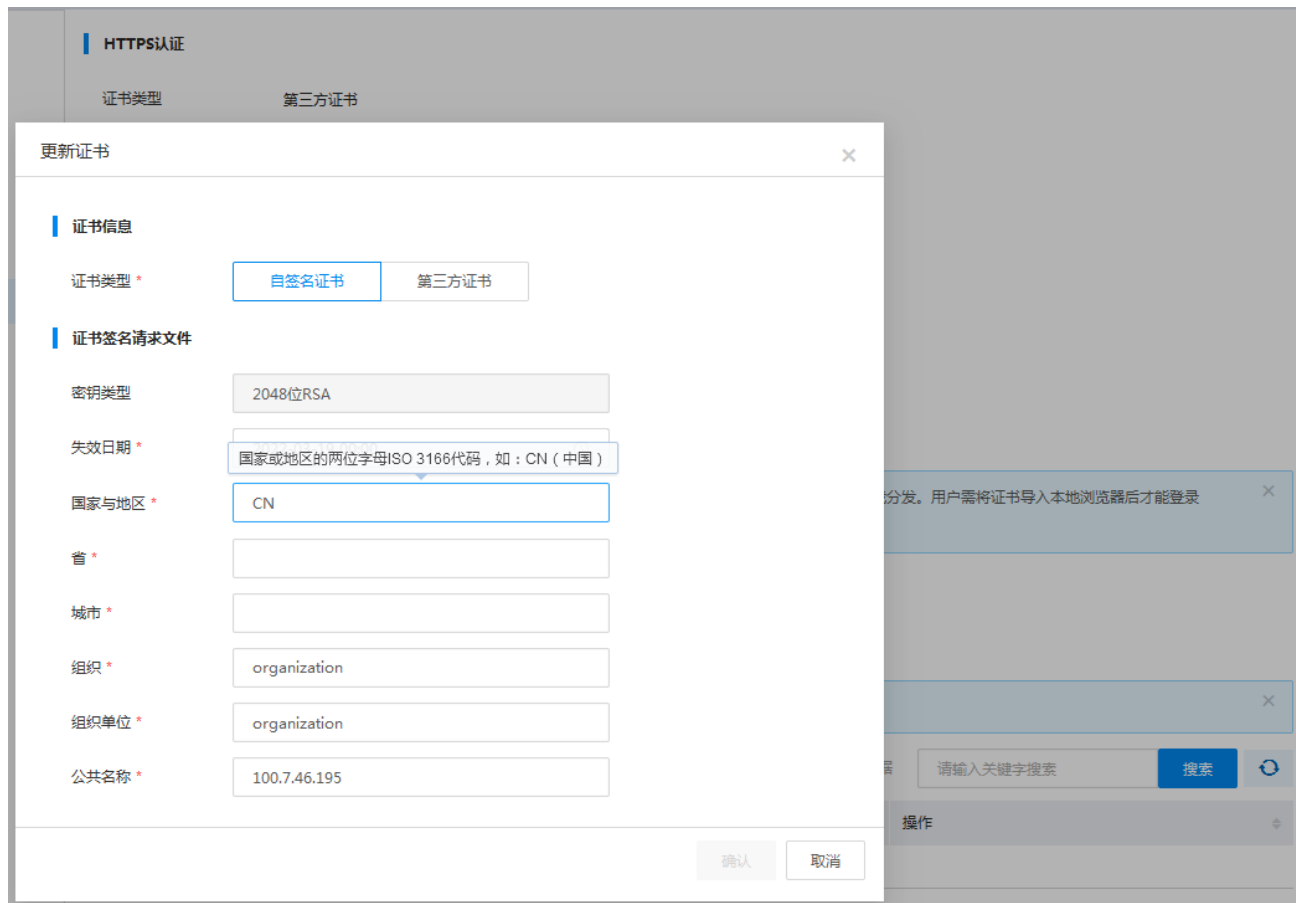 HTTPS认证
证书类型 第三方证书
更新证书
证书信息
证书类型 * 自签名证书 第三方证书
证书签名请求文件
密钥类型 2048位RSA
失效日期 *
国家或地区的两位字母ISO 3166代码，如：CN（中国）
国家与地区 * CN
分发。用户需将证书导入本地浏览器后才能登录
省 *
城市 *
组织 * organization
组织单位 * organization
公共名称 * 100.7.46.195
请输入关键字搜索 搜索
操作
确认 取消